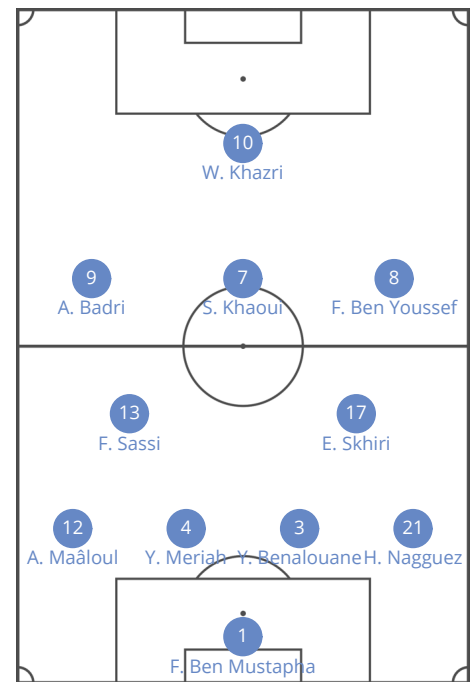 10
W. Khazri
9
7
8
A. Badri
S. Khaoui
F. Ben Youssef
13
17
F. Sassi
E. Skhiri
12
4
3
21
A. Maâloul
Y. Meriah
Y. Benalouane
H. Nagguez
1
F. Ben Mustapha